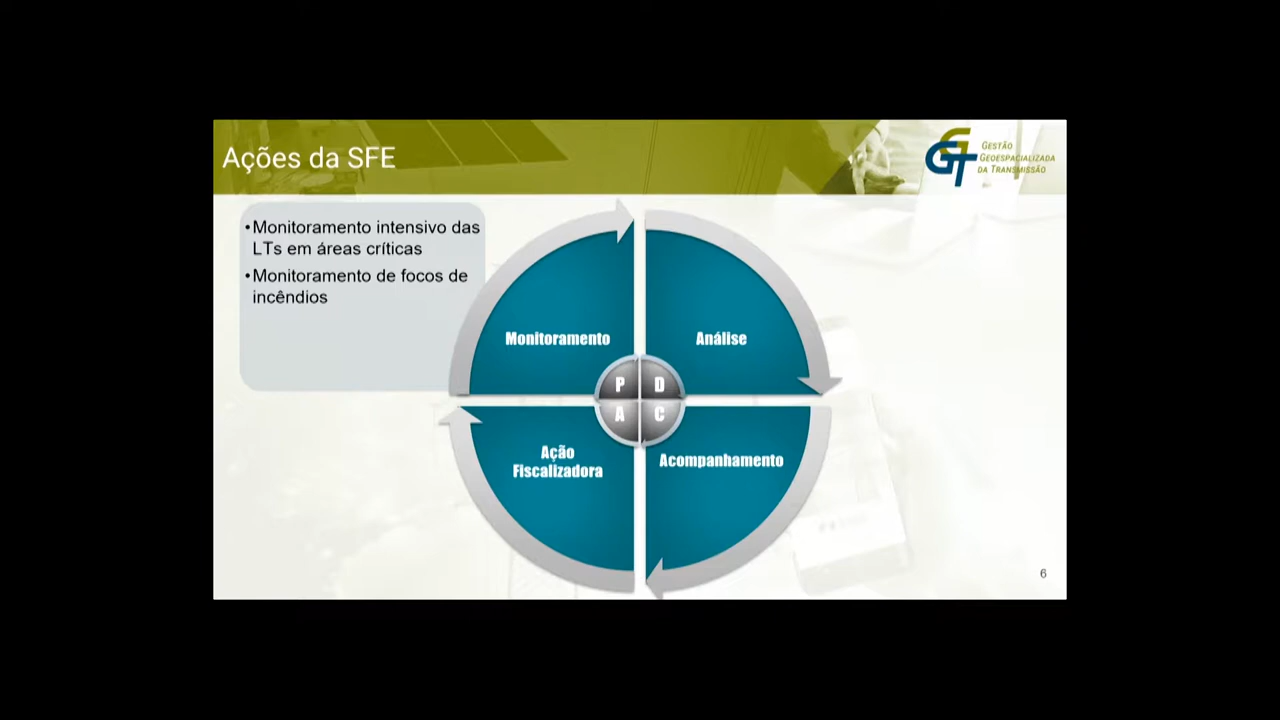 Ações da SFE
GT
GESTÃO
GEOESPACIALIZADA
DA TRANSMISSÃO
•Monitoramento intensivo das
LTs em áreas críticas
•Monitoramento de focos de
incêndios
Monitoramento
Análise
P
D
A
C
Ação
Fiscalizadora
Acompanhamento
6